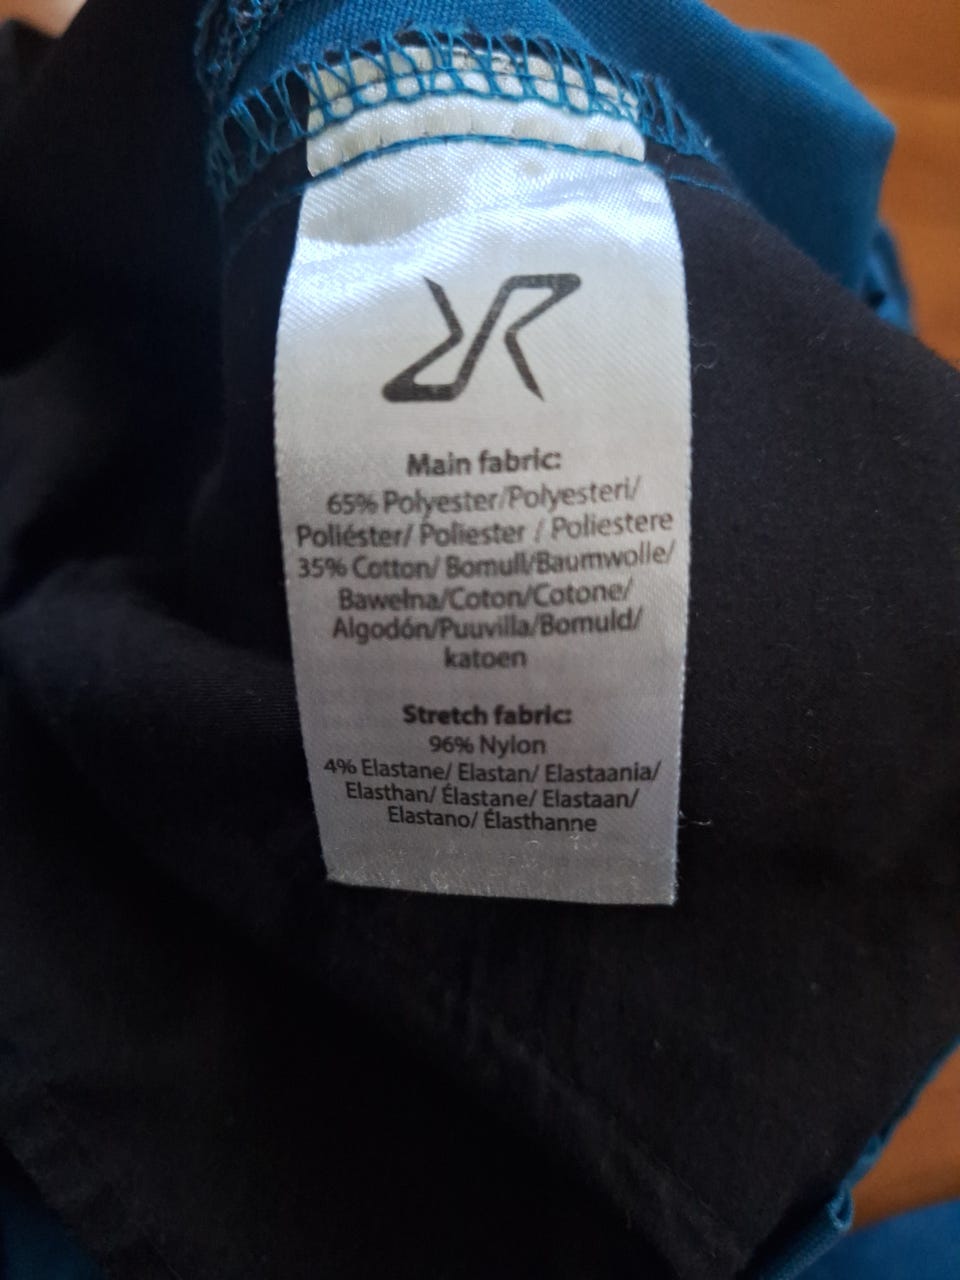 Main fabric:
65% Polyester/Polyesteri/
Poliéster/ Poliester / Poliestere
35% Cotton/ Bomull/Baumwolle/
Bawełna/Coton/Cotone/
Algodón/Puuvilla/Bomuld/
katoen
Stretch fabric:
96% Nylon
4% Elastane/ Elastan/ Elastaania/
Elasthan/ Élastane/ Elastaan/
Elastano/ Élasthanne